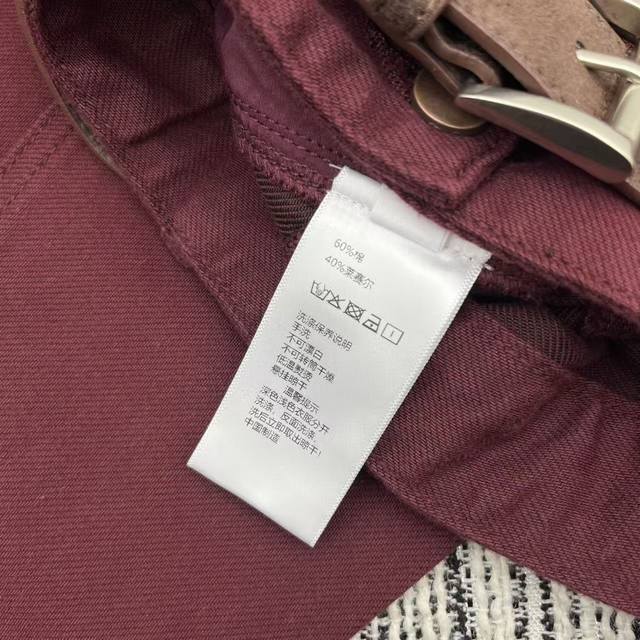 60%棉
40%莱赛尔
洗涤保养说明
手洗
不可漂白
不可转筒干燥
低温熨烫
悬挂晾干
温馨提示
深色浅色衣服分开
洗涤，反面洗涤，
洗后立即取出晾干！
中国制造